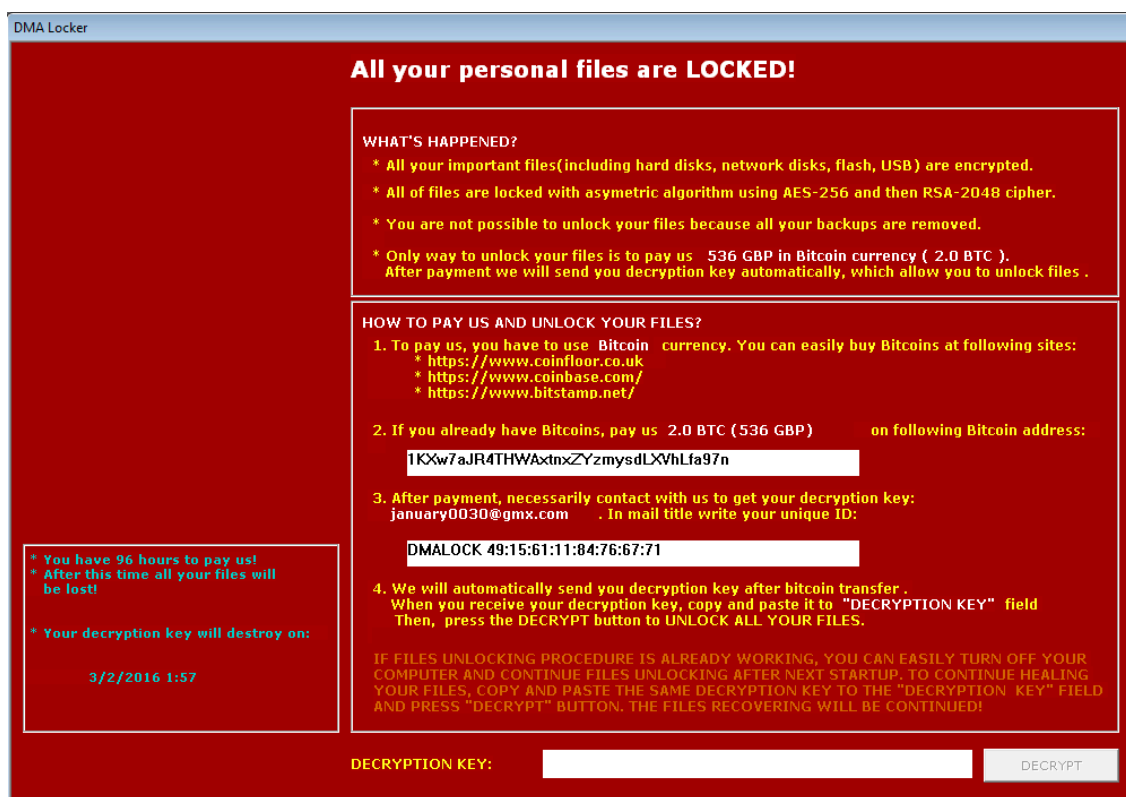 DMA Locker
All your personal files are LOCKED!
WHAT'S HAPPENED?
* All your important files(including hard disks, network disks, flash, USB) are encrypted.
* All of files are locked with asymetric algorithm using AES-256 and then RSA-2048 cipher.
* You are not possible to unlock your files because all your backups are removed.
* Only way to unlock your files is to pay us 536 GBP in Bitcoin currency ( 2.0 BTC ).
After payment we will send you decryption key automatically, which allow you to unlock files .
HOW TO PAY US AND UNLOCK YOUR FILES?
1. To pay us, you have to use Bitcoin currency. You can easily buy Bitcoins at following sites:
* https://www.coinfloor.co.uk
* https://www.coinbase.com/
* https://www.bitstamp.net/
2. If you already have Bitcoins, pay us 2.0 BTC (536 GBP) on following Bitcoin address:
1KXw7aJR4THWAxtnxZYzmysdLXVhLfa97n
3. After payment, necessarily contact with us to get your decryption key:
january0030@gmx.com . In mail title write your unique ID:
DMALOCK 49:15:61:11:84:76:67:71
4. We will automatically send you decryption key after bitcoin transfer .
When you receive your decryption key, copy and paste it to "DECRYPTION KEY" field
Then, press the DECRYPT button to UNLOCK ALL YOUR FILES.
IF FILES UNLOCKING PROCEDURE IS ALREADY WORKING, YOU CAN EASILY TURN OFF YOUR
COMPUTER AND CONTINUE FILES UNLOCKING AFTER NEXT STARTUP. TO CONTINUE HEALING
YOUR FILES, COPY AND PASTE THE SAME DECRYPTION KEY TO THE "DECRYPTION KEY" FIELD
AND PRESS "DECRYPT" BUTTON. THE FILES RECOVERING WILL BE CONTINUED!
* You have 96 hours to pay us!
* After this time all your files will
be lost!
* Your decryption key will destroy on:
3/2/2016 1:57
DECRYPTION KEY:
DECRYPT